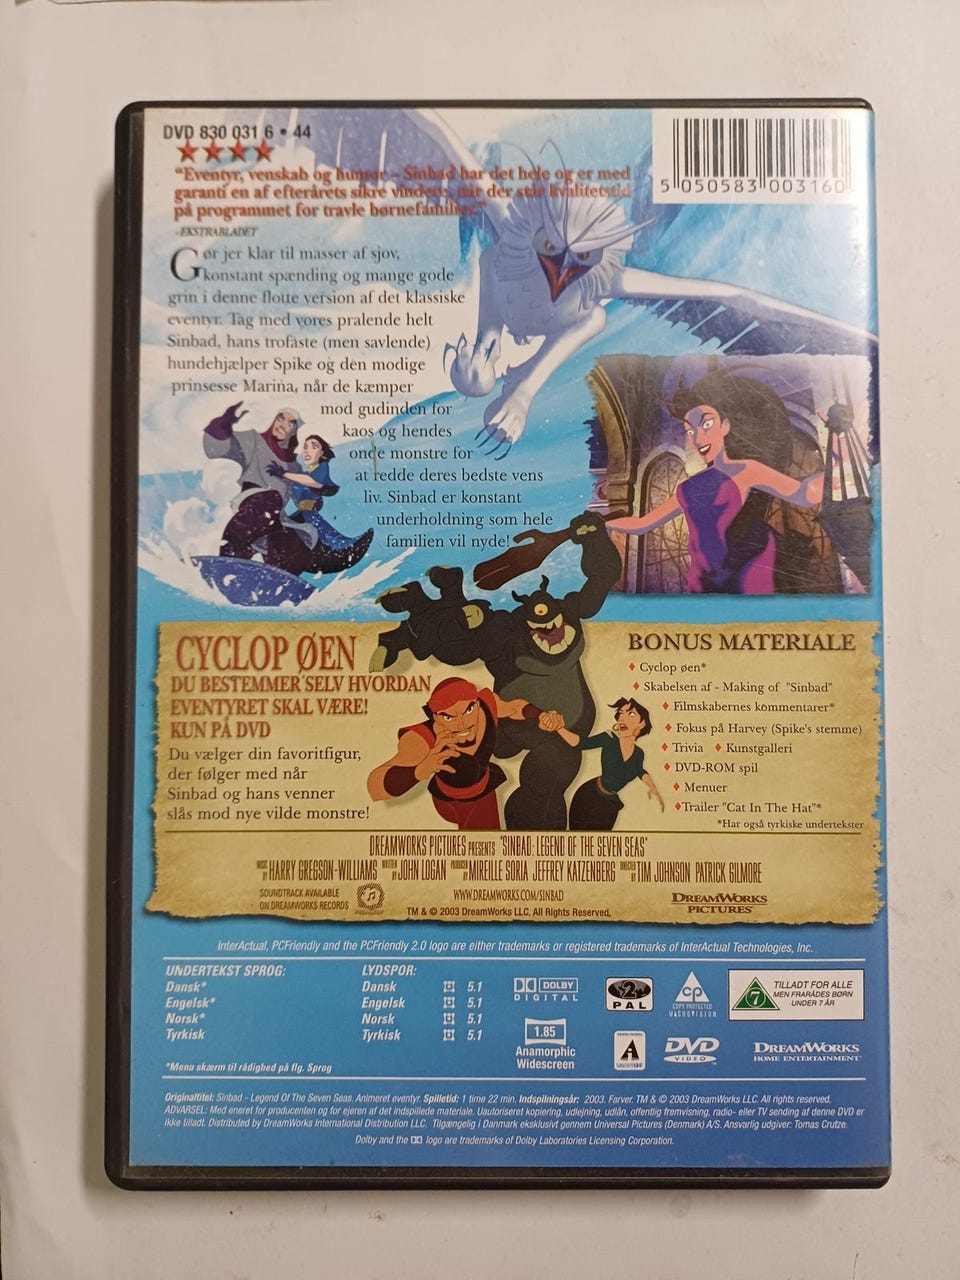 DVD 830 031 6 • 44
5 050583 003160
"Eventyr, venskab og humor - Sinbad har det hele og er med
garanti en af efterårets sikre vindere, når der står kvalitetstid
på programmet for travle børnefamilier."
-EKSTRABLADET
Gør jer klar til masser af sjov,
konstant spænding og mange gode
grin i denne flotte version af det klassiske
eventyr. Tag med vores pralende helt
Sinbad, hans trofaste (men savlende)
hundehjælper Spike og den modige
prinsesse Marina, når de kæmper
mod gudinden for
kaos og hendes
onde monstre for
at redde deres bedste vens
liv. Sinbad er konstant
underholdning som hele
familien vil nyde!
CYCLOP ØEN
DU BESTEMMER SELV HVORDAN
EVENTYRET SKAL VÆRE!
KUN PÅ DVD
Du vælger din favoritfigur,
der følger med når
Sinbad og hans venner
slås mod nye vilde monstre!
BONUS MATERIALE
♦ Cyclop øen*
♦ Skabelsen af - Making of "Sinbad"
♦ Filmskabernes kommentarer*
♦ Fokus på Harvey (Spike's stemme)
♦ Trivia ♦ Kunstgalleri
♦ DVD-ROM spil
♦ Menuer
♦Trailer "Cat In The Hat"*
*Har også tyrkiske undertekster
DREAMWORKS PICTURES PRESENTS "SINBAD: LEGEND OF THE SEVEN SEAS"
MUSIC BY HARRY GREGSON-WILLIAMS WRITTEN BY JOHN LOGAN PRODUCED BY MIREILLE SORIA JEFFREY KATZENBERG DIRECTED BY TIM JOHNSON PATRICK GILMORE
SOUNDTRACK AVAILABLE
ON DREAMWORKS RECORDS
WWW.DREAMWORKS.COM/SINBAD
TM & © 2003 DreamWorks LLC. All Rights Reserved.
DREAMWORKS
PICTURES
InterActual, PCFriendly and the PCFriendly 2.0 logo are either trademarks or registered trademarks of InterActual Technologies, Inc.
UNDERTEKST SPROG:
Dansk*
Engelsk*
Norsk*
Tyrkisk
*Menu skærm til rådighed på flg. Sprog
LYDSPOR:
Dansk 5.1
Engelsk 5.1
Norsk 5.1
Tyrkisk 5.1
DOLBY
DIGITAL
1.85
Anamorphic
Widescreen
2
PAL
CP
COPY PROTECTED
MACROVISION
7
TILLADT FOR ALLE
MEN FRARÅDES BØRN
UNDER 7 ÅR
A
DVD
VIDEO
DREAMWORKS
HOME ENTERTAINMENT
Originaltitel: Sinbad - Legend Of The Seven Seas. Animeret eventyr. Spilletid: 1 time 22 min. Indspilningsår: 2003. Farver. TM & © 2003 DreamWorks LLC. All rights reserved.
ADVARSEL: Med eneret for producenten og for ejeren af det indspillede materiale. Uautoriseret kopiering, udlejning, udlån, offentlig fremvisning, radio- eller TV sending af denne DVD er
ikke tilladt. Distributed by DreamWorks International Distribution LLC. Tilgængelig i Danmark eksklusivt gennem Universal Pictures (Denmark) A/S. Ansvarlig udgiver: Tomas Crutze.
Dolby and the DD logo are trademarks of Dolby Laboratories Licensing Corporation.